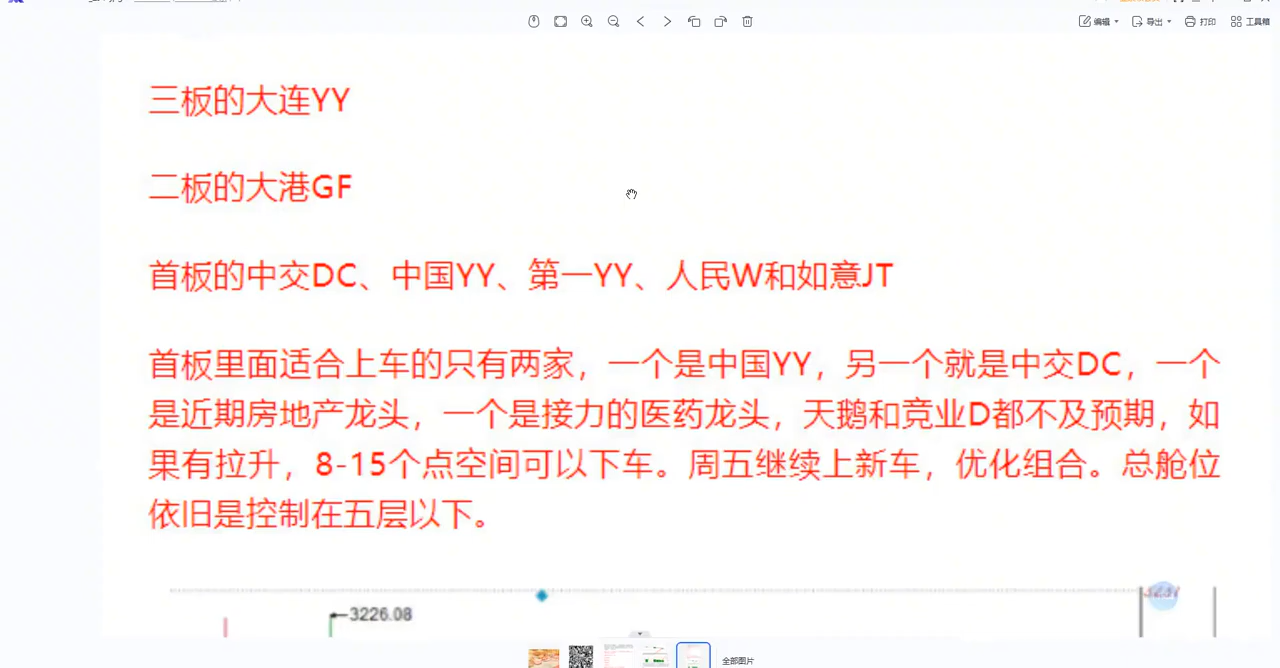 编辑 导出 打印 工具箱
三板的大连YY
二板的大港GF
首板的中交DC、中国YY、第一YY、人民W和如意JT
首板里面适合上车的只有两家，一个是中国YY，另一个就是中交DC，一个
是近期房地产龙头，一个是接力的医药龙头，天鹅和竞业D都不及预期，如
果有拉升，8-15个点空间可以下车。周五继续上新车，优化组合。总舱位
依旧是控制在五层以下。
3226.08
全部图片